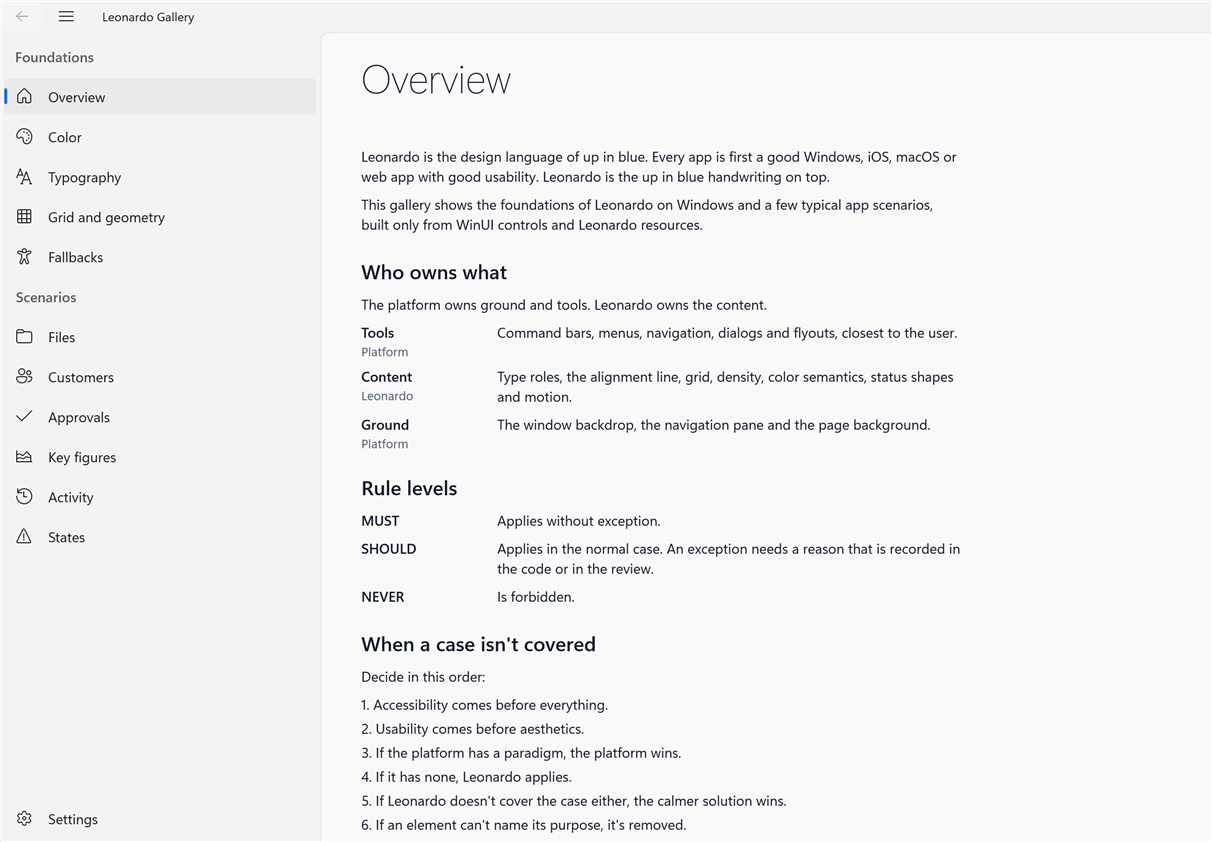 Leonardo Gallery
Foundations
Overview
Color
Typography
Grid and geometry
Fallbacks
Scenarios
Files
Customers
Approvals
Key figures
Activity
States
Settings
Overview
Leonardo is the design language of up in blue. Every app is first a good Windows, iOS, macOS or
web app with good usability. Leonardo is the up in blue handwriting on top.
This gallery shows the foundations of Leonardo on Windows and a few typical app scenarios,
built only from WinUI controls and Leonardo resources.
Who owns what
The platform owns ground and tools. Leonardo owns the content.
Tools
Platform
Command bars, menus, navigation, dialogs and flyouts, closest to the user.
Content
Leonardo
Type roles, the alignment line, grid, density, color semantics, status shapes
and motion.
Ground
Platform
The window backdrop, the navigation pane and the page background.
Rule levels
MUST
Applies without exception.
SHOULD
Applies in the normal case. An exception needs a reason that is recorded in
the code or in the review.
NEVER
Is forbidden.
When a case isn't covered
Decide in this order:
1. Accessibility comes before everything.
2. Usability comes before aesthetics.
3. If the platform has a paradigm, the platform wins.
4. If it has none, Leonardo applies.
5. If Leonardo doesn't cover the case either, the calmer solution wins.
6. If an element can't name its purpose, it's removed.